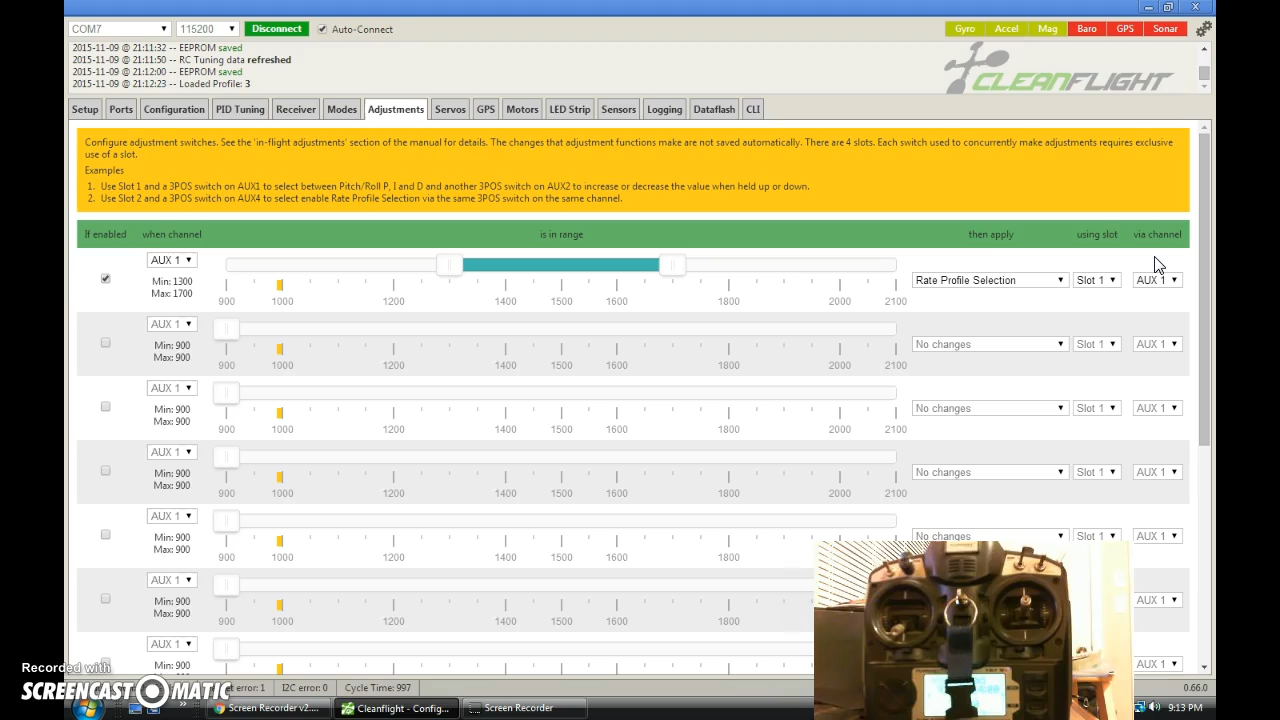 COM7 115200 Disconnect Auto-Connect Gyro Accel Mag Baro GPS Sonar
2015-11-09 @ 21:11:32 -- EEPROM saved
2015-11-09 @ 21:11:50 -- RC Tuning data refreshed
2015-11-09 @ 21:12:00 -- EEPROM saved
2015-11-09 @ 21:12:23 -- Loaded Profile: 3
CLEANFLIGHT
Setup Ports Configuration PID Tuning Receiver Modes Adjustments Servos GPS Motors LED Strip Sensors Logging Dataflash CLI
Configure adjustment switches. See the 'in-flight adjustments' section of the manual for details. The changes that adjustment functions make are not saved automatically. There are 4 slots. Each switch used to concurrently make adjustments requires exclusive
use of a slot.
Examples
1. Use Slot 1 and a 3POS switch on AUX1 to select between Pitch/Roll P, I and D and another 3POS switch on AUX2 to increase or decrease the value when held up or down.
2. Use Slot 2 and a 3POS switch on AUX4 to select enable Rate Profile Selection via the same 3POS switch on the same channel.
If enabled when channel is in range then apply using slot via channel
AUX 1
Min: 1300
Max: 1700
900 1000 1200 1400 1500 1600 1800 2000 2100
Rate Profile Selection Slot 1 AUX 1
AUX 1
Min: 900
Max: 900
900 1000 1200 1400 1500 1600 1800 2000 2100
No changes Slot 1 AUX 1
AUX 1
Min: 900
Max: 900
900 1000 1200 1400 1500 1600 1800 2000 2100
No changes Slot 1 AUX 1
AUX 1
Min: 900
Max: 900
900 1000 1200 1400 1500 1600 1800 2000 2100
No changes Slot 1 AUX 1
AUX 1
Min: 900
Max: 900
900 1000 1200 1400 1500 1600 1800
No changes Slot 1 AUX 1
AUX 1
Min: 900
Max: 900
900 1000 1200 1400 1500 1600 1800
AUX 1
AUX 1
Min: 900
AUX 1
Recorded with
SCREENCAST MATIC
error: 1 I2C error: 0 Cycle Time: 997 0.66.0
Screen Recorder v2.... Cleanflight - Config... Screen Recorder 9:13 PM